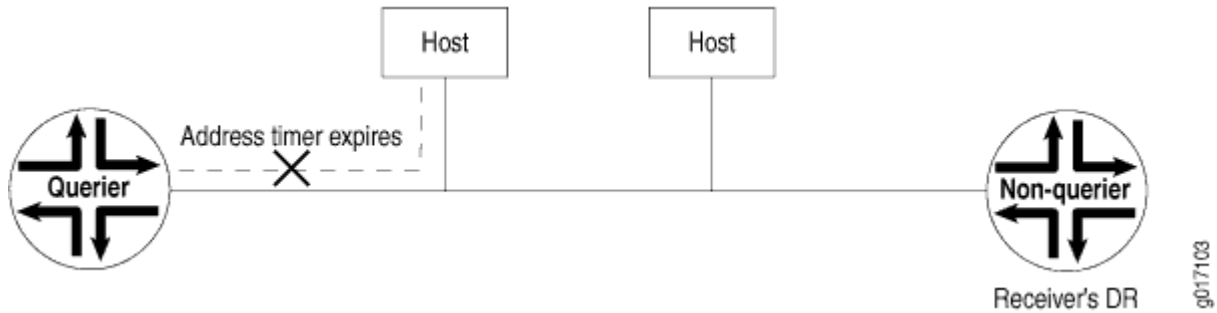 Host
Host
Address timer expires
Querier
Non-querier
Receiver's DR
g017103